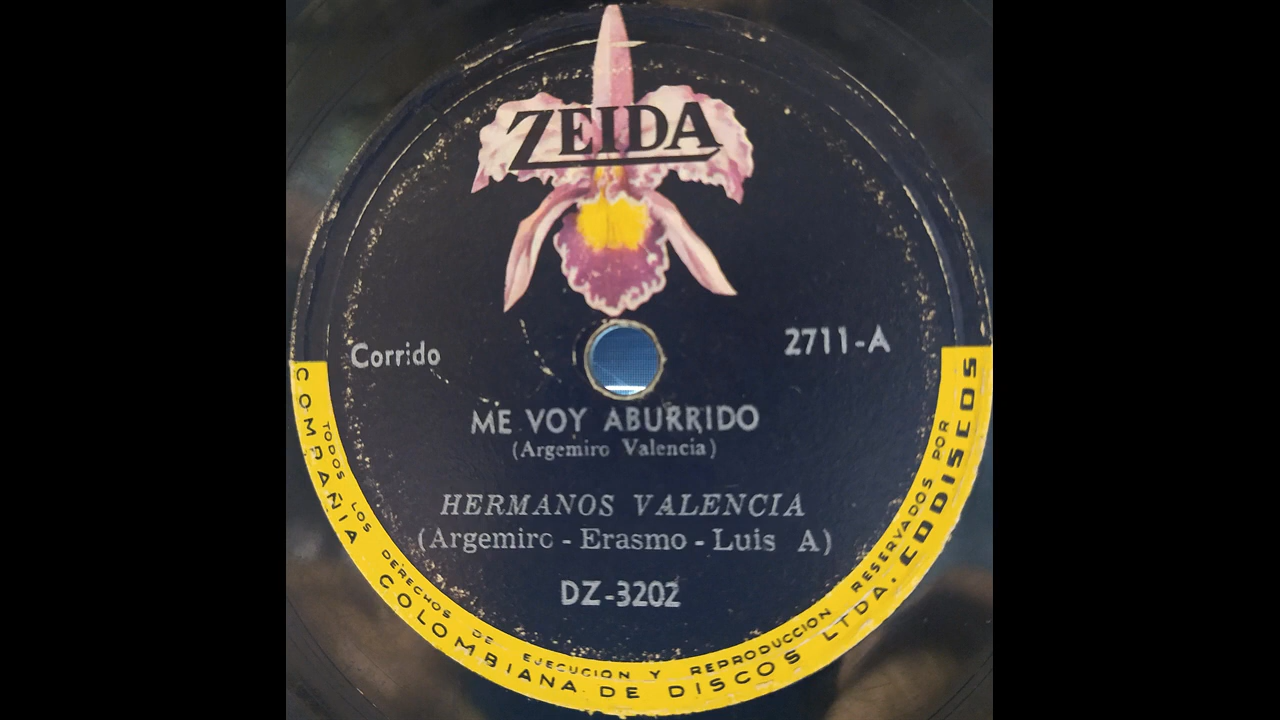 ZEIDA
Corrido
2711-A
ME VOY ABURRIDO
(Argemiro Valencia)
HERMANOS VALENCIA
(Argemiro - Erasmo - Luis A)
DZ-3202
TODOS LOS DERECHOS DE EJECUCION Y REPRODUCCION RESERVADOS POR
COMPAÑIA COLOMBIANA DE DISCOS LTDA. CODISCOS